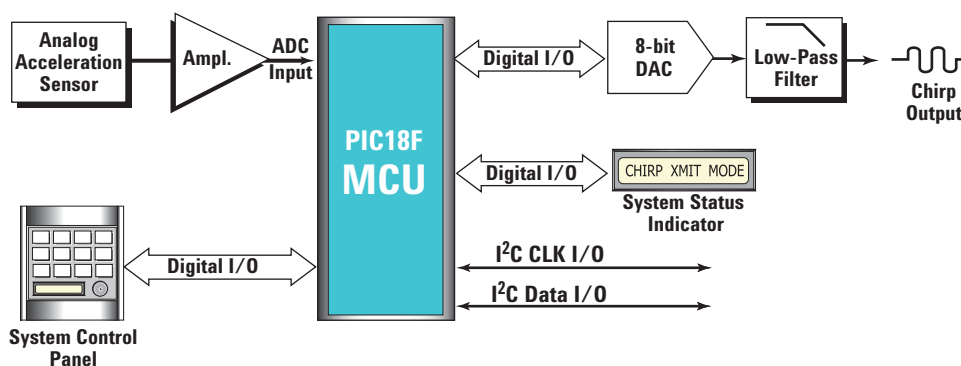 Analog
Acceleration
Sensor
Ampl.
ADC
Input
PIC18F
MCU
Digital I/O
8-bit
DAC
Low-Pass
Filter
Chirp
Output
Digital I/O
CHIRP XMIT MODE
System Status
Indicator
Digital I/O
System Control
Panel
I²C CLK I/O
I²C Data I/O